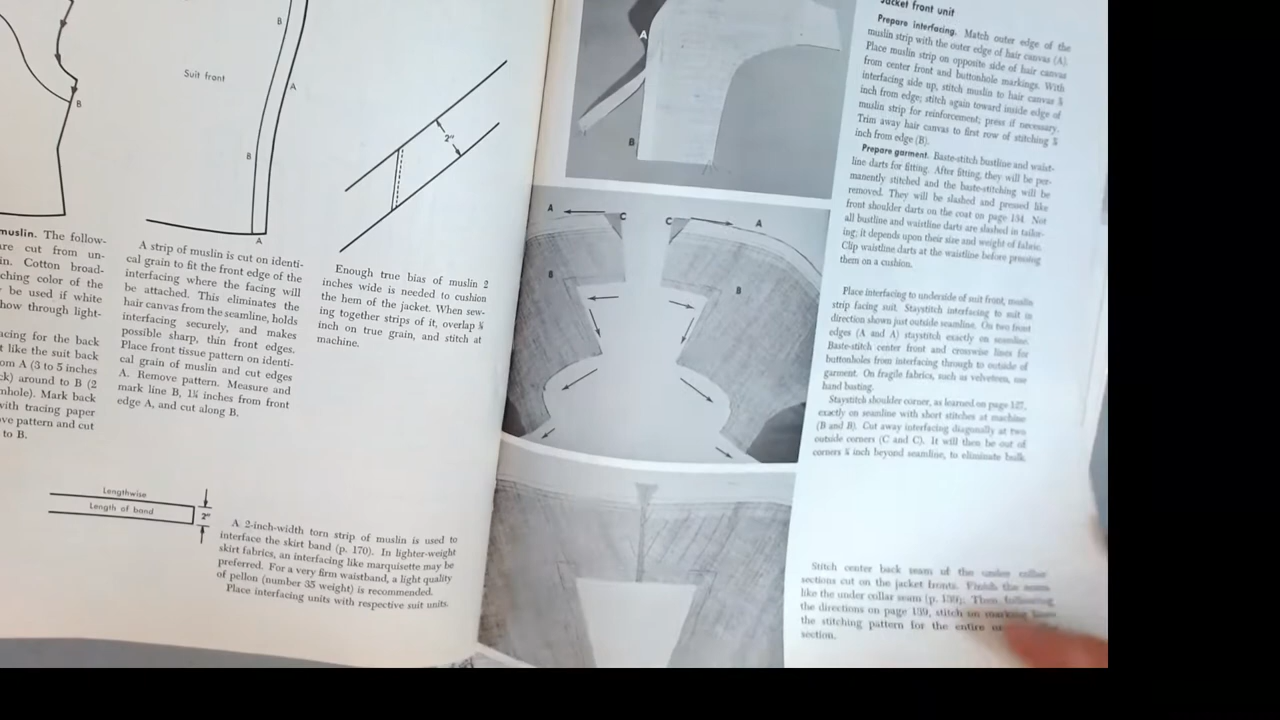 B
Suit front
A
B
A
B
2"
muslin. The follow-
are cut from un-
in. Cotton broad-
ching color of the
be used if white
how through light-
acing for the back
t like the suit back
om A (3 to 5 inches
ck) around to B (2
nhole). Mark back
with tracing paper
ve pattern and cut
to B.
A strip of muslin is cut on identi-
cal grain to fit the front edge of the
interfacing where the facing will
be attached. This eliminates the
hair canvas from the seamline, holds
interfacing securely, and makes
possible sharp, thin front edges.
Place front tissue pattern on identi-
cal grain of muslin and cut edges
A. Remove pattern. Measure and
mark line B, 1¼ inches from front
edge A, and cut along B.
Enough true bias of muslin 2
inches wide is needed to cushion
the hem of the jacket. When sew-
ing together strips of it, overlap
inch on true grain, and stitch at
machine.
Lengthwise
Length of band
2"
A 2-inch-width torn strip of muslin is used to
interface the skirt band (p. 170). In lighter-weight
skirt fabrics, an interfacing like marquisette may be
preferred. For a very firm waistband, a light quality
of pellon (number 35 weight) is recommended.
Place interfacing units with respective suit units.
A
B
A
C
C
A
B
B
Jacket front unit
Prepare interfacing. Match outer edge of the
muslin strip with the outer edge of hair canvas (A).
Place muslin strip on opposite side of hair canvas
from center front and buttonhole markings. With
interfacing side up, stitch muslin to hair canvas
inch from edge; stitch again toward inside edge of
muslin strip for reinforcement; press if necessary.
Trim away hair canvas to first row of stitching
inch from edge (B).
Prepare garment. Baste-stitch bustline and waist-
line darts for fitting. After fitting, they will be per-
manently stitched and the baste-stitching will be
removed. They will be slashed and pressed like
front shoulder darts on the coat on page 134. Not
all bustline and waistline darts are slashed in tailor-
ing; it depends upon their size and weight of fabric.
Clip waistline darts at the waistline before pressing
them on a cushion.
Place interfacing to underside of suit front, muslin
strip facing suit. Staystitch interfacing to suit in
direction shown just outside seamline. On two front
edges (A and A) staystitch exactly on seamline.
Baste-stitch center front and crosswise lines for
buttonholes from interfacing through to outside of
garment. On fragile fabrics, such as velveteen, use
hand basting.
Staystitch shoulder corner, as learned on page 127,
exactly on seamline with short stitches at machine
(B and B). Cut away interfacing diagonally at two
outside corners (C and C). It will then be out of
corners inch beyond seamline, to eliminate bulk.
Stitch center back seam of the under collar
sections cut on the jacket fronts. Finish the seam
like the under collar seam (p. 139). Then following
the directions on page 139, stitch on marking lines
the stitching pattern for the entire
section.